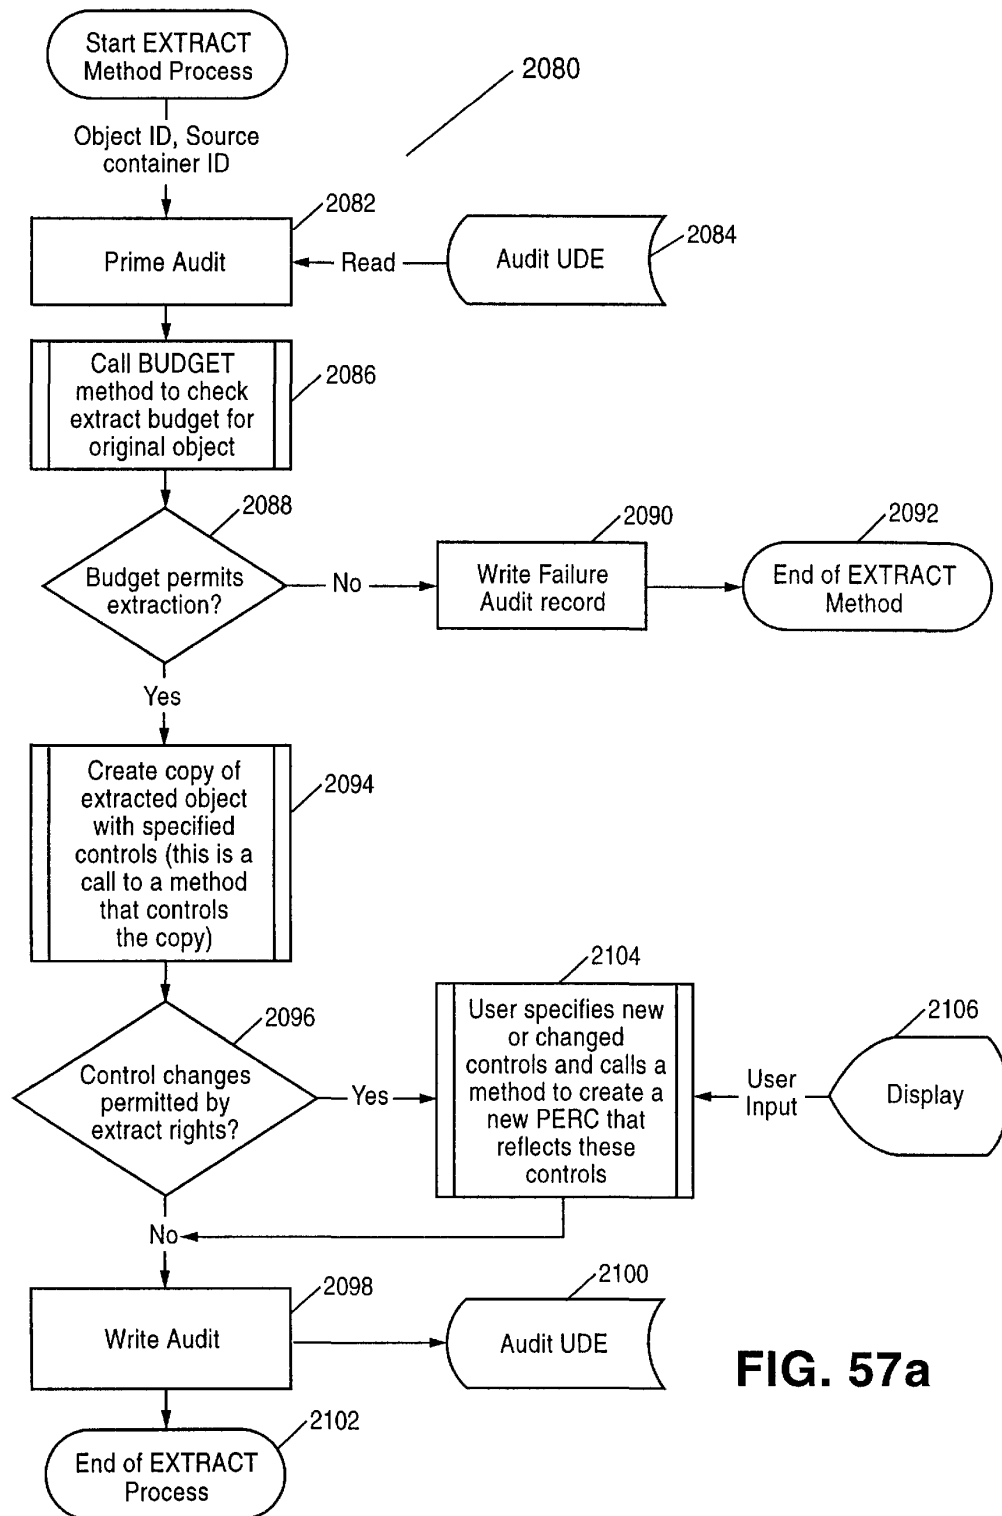 Start EXTRACT
Method Process
2080
Object ID, Source
container ID
2082
Prime Audit
Read
Audit UDE
2084
Call BUDGET
method to check
extract budget for
original object
2086
2088
Budget permits
extraction?
No
2090
Write Failure
Audit record
2092
End of EXTRACT
Method
Yes
Create copy of
extracted object
with specified
controls (this is a
call to a method
that controls
the copy)
2094
2096
Control changes
permitted by
extract rights?
Yes
2104
User specifies new
or changed
controls and calls a
method to create a
new PERC that
reflects these
controls
User
Input
2106
Display
No
2098
Write Audit
2100
Audit UDE
2102
End of EXTRACT
Process
FIG. 57a